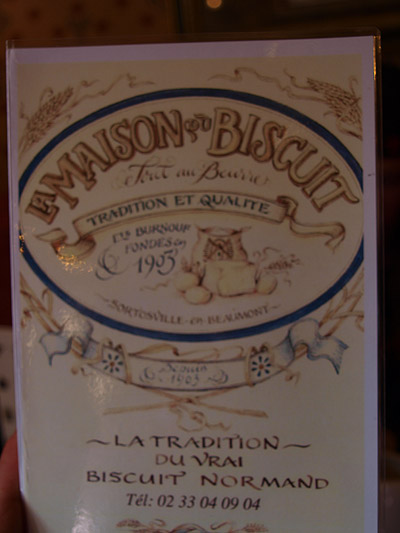 LA MAISON DU BISCUIT
Tout au Beurre
TRADITION ET QUALITE
Ets BURNOUF
FONDES en
1903
SORTOSVILLE-en-BEAUMONT
Depuis
1903
~LA TRADITION~
DU VRAI
BISCUIT NORMAND
Tél: 02 33 04 09 04